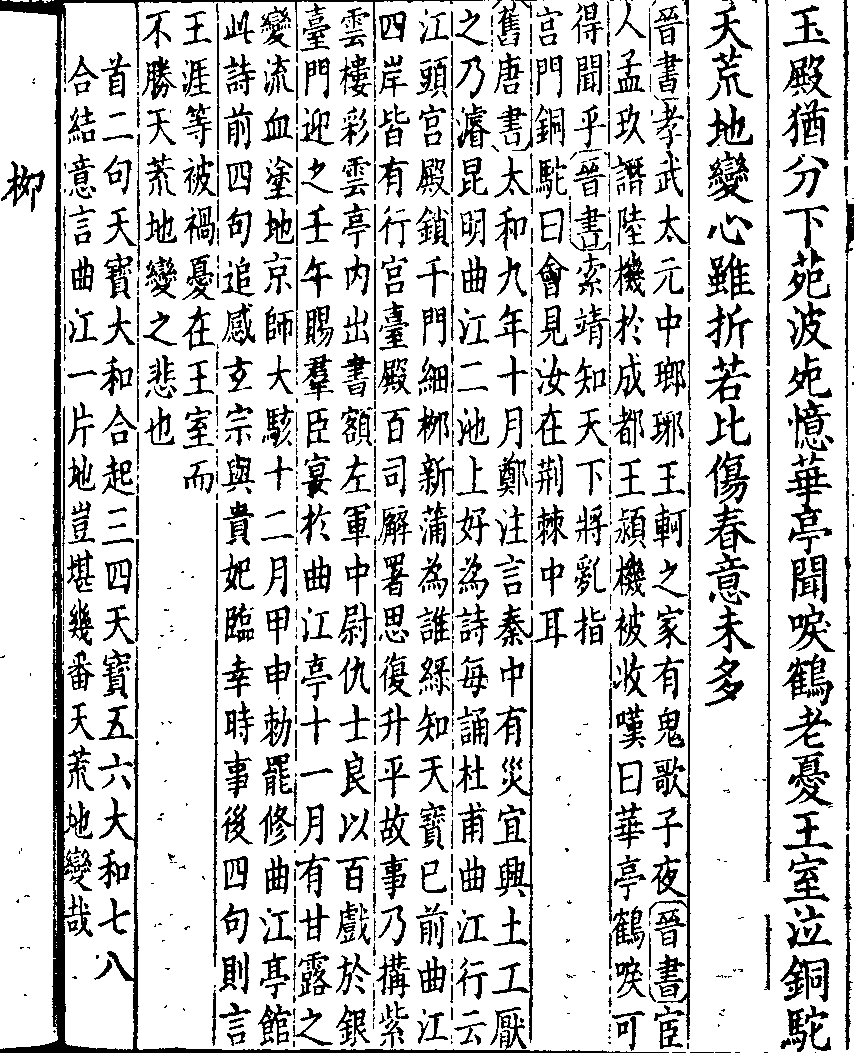 玉殿猶分下苑波死憶華亭聞唳鶴老憂王室泣銅駝
天荒地變心雖折若比傷春意未多
晉書孝武太元中瑯琊王軻之家有鬼歌子夜晉書宦
人孟玖譖陸機於成都王潁機被收嘆曰華亭鶴唳可
得聞乎晉書索靖知天下將亂指
宫門銅駝曰會見汝在荆棘中耳
舊唐書太和九年十月鄭注言秦中有災宜興土工厭
之乃濬昆明曲江二池上好為詩每誦杜甫曲江行云
江頭宮殿鎖千門細栁新蒲為誰綠知天寶已前曲江
四岸皆有行宮臺殿百司廨署思復升平故事乃搆紫
雲樓彩雲亭内出書額左軍中尉仇士良以百戲於銀
臺門迎之壬午賜羣臣宴於曲江亭十一月有甘露之
變流血塗地京師大駭十二月甲申勑罷修曲江亭館
此詩前四句追感玄宗與貴妃臨幸時事後四句則言
王涯等被禍憂在王室而
不勝天荒地變之悲也
首二句天寶大和合起三四天寶五六大和七八
合結意言曲江一片地豈堪幾番天荒地變哉
栁